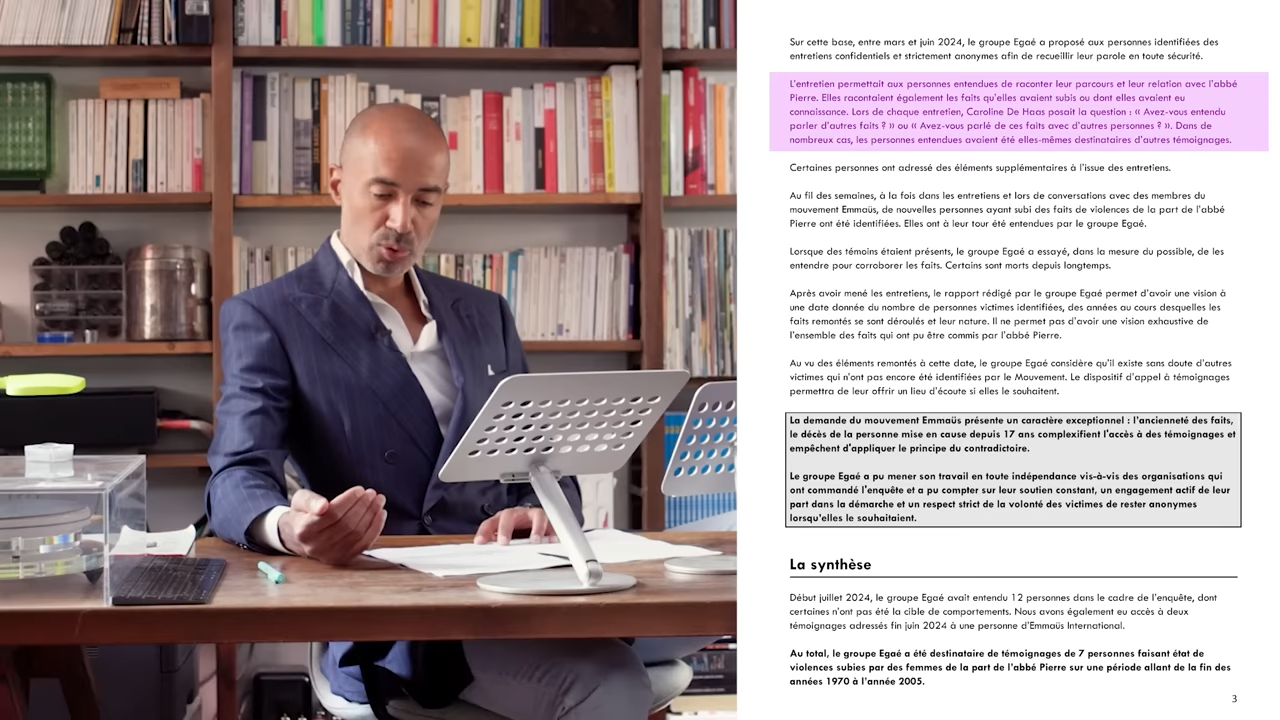 Sur cette base, entre mars et juin 2024, le groupe Egaé a proposé aux personnes identifiées des
entretiens confidentiels et strictement anonymes afin de recueillir leur parole en toute sécurité.
L'entretien permettait aux personnes entendues de raconter leur parcours et leur relation avec l'abbé
Pierre. Elles racontaient également les faits qu'elles avaient subis ou dont elles avaient eu
connaissance. Lors de chaque entretien, Caroline De Haas posait la question : « Avez-vous entendu
parler d'autres faits ? » ou « Avez-vous parlé de ces faits avec d'autres personnes ? ». Dans de
nombreux cas, les personnes entendues avaient été elles-mêmes destinataires d'autres témoignages.
Certaines personnes ont adressé des éléments supplémentaires à l'issue des entretiens.
Au fil des semaines, à la fois dans les entretiens et lors de conversations avec des membres du
mouvement Emmaüs, de nouvelles personnes ayant subi des faits de violences de la part de l'abbé
Pierre ont été identifiées. Elles ont à leur tour été entendues par le groupe Egaé.
Lorsque des témoins étaient présents, le groupe Egaé a essayé, dans la mesure du possible, de les
entendre pour corroborer les faits. Certains sont morts depuis longtemps.
Après avoir mené les entretiens, le rapport rédigé par le groupe Egaé permet d'avoir une vision à
une date donnée du nombre de personnes victimes identifiées, des années au cours desquelles les
faits remontés se sont déroulés et leur nature. Il ne permet pas d'avoir une vision exhaustive de
l'ensemble des faits qui ont pu être commis par l'abbé Pierre.
Au vu des éléments remontés à cette date, le groupe Egaé considère qu'il existe sans doute d'autres
victimes qui n'ont pas encore été identifiées par le Mouvement. Le dispositif d'appel à témoignages
permettra de leur offrir un lieu d'écoute si elles le souhaitent.
La demande du mouvement Emmaüs présente un caractère exceptionnel : l'ancienneté des faits,
le décès de la personne mise en cause depuis 17 ans complexifient l'accès à des témoignages et
empêchent d'appliquer le principe du contradictoire.
Le groupe Egaé a pu mener son travail en toute indépendance vis-à-vis des organisations qui
ont commandé l'enquête et a pu compter sur leur soutien constant, un engagement actif de leur
part dans la démarche et un respect strict de la volonté des victimes de rester anonymes
lorsqu'elles le souhaitaient.
La synthèse
Début juillet 2024, le groupe Egaé avait entendu 12 personnes dans le cadre de l'enquête, dont
certaines n'ont pas été la cible de comportements. Nous avons également eu accès à deux
témoignages adressés fin juin 2024 à une personne d'Emmaüs International.
Au total, le groupe Egaé a été destinataire de témoignages de 7 personnes faisant état de
violences subies par des femmes de la part de l'abbé Pierre sur une période allant de la fin des
années 1970 à l'année 2005.
3